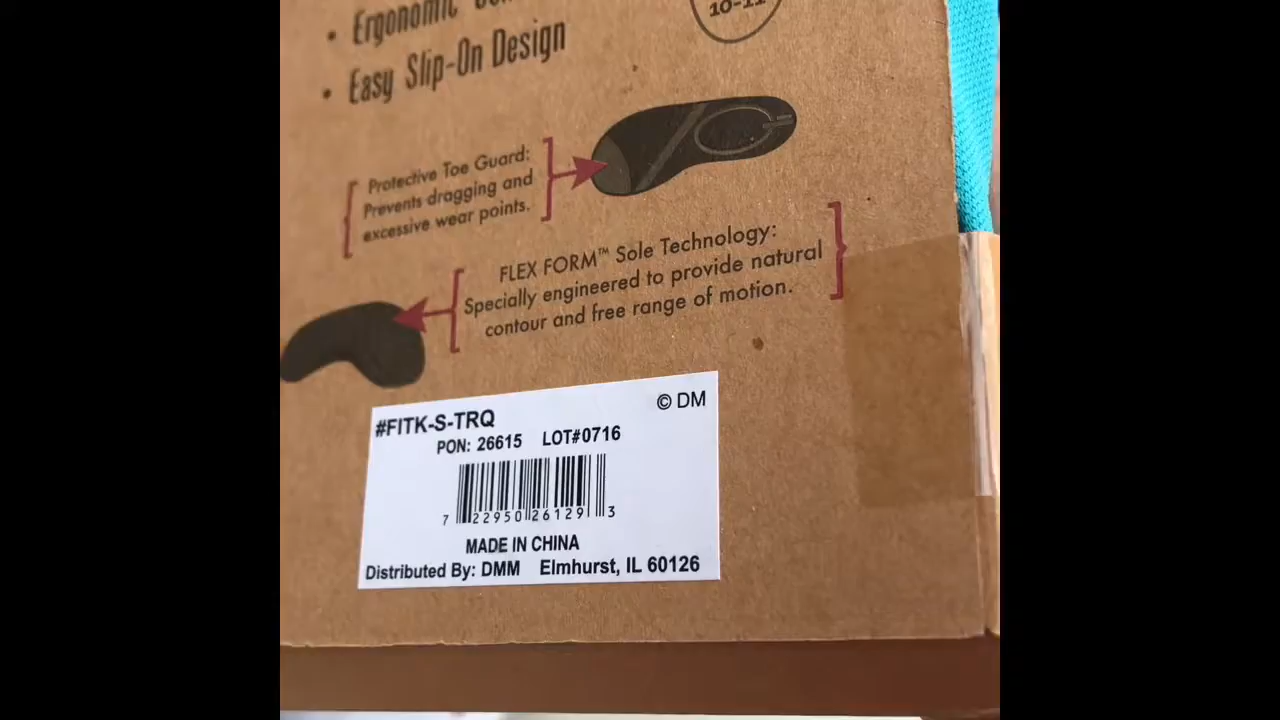 • Ergonomic
10-11
• Easy Slip-On Design
Protective Toe Guard:
Prevents dragging and
excessive wear points.
FLEX FORM™ Sole Technology:
Specially engineered to provide natural
contour and free range of motion.
© DM
#FITK-S-TRQ
PON: 26615 LOT#0716
7 22950 26129 3
MADE IN CHINA
Distributed By: DMM Elmhurst, IL 60126